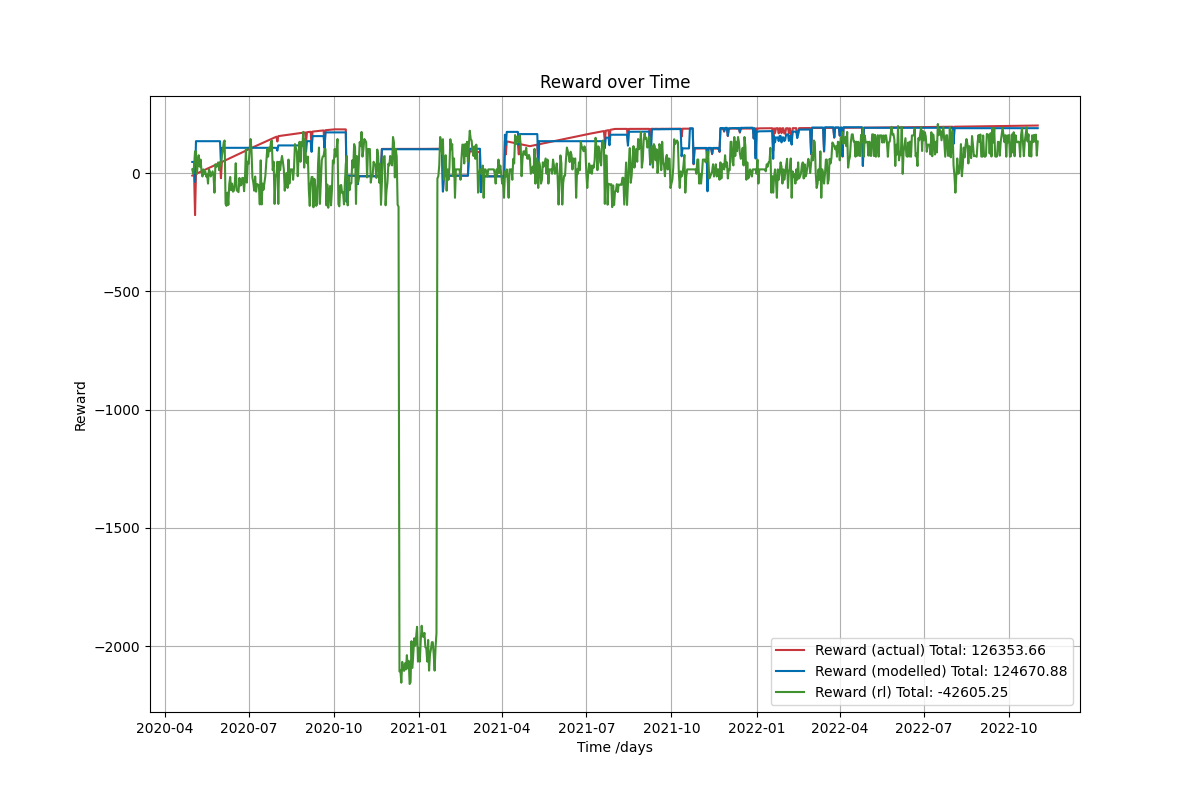 Reward over Time
Reward
0
−500
−1000
−1500
−2000
2020-04
2020-07
2020-10
2021-01
2021-04
2021-07
2021-10
2022-01
2022-04
2022-07
2022-10
Time /days
Reward (actual) Total: 126353.66
Reward (modelled) Total: 124670.88
Reward (rl) Total: -42605.25